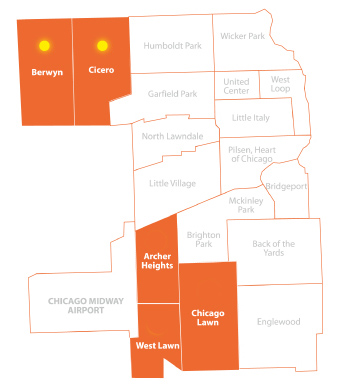 Humboldt Park
Wicker Park
Berwyn
Cicero
Garfield Park
United
Center
West
Loop
Little Italy
North Lawndale
Pilsen, Heart
of Chicago
Little Village
Bridgeport
Mckinley
Park
Brighton
Park
Back of the
Yards
Archer
Heights
CHICAGO MIDWAY
AIRPORT
Chicago
Lawn
Englewood
West Lawn